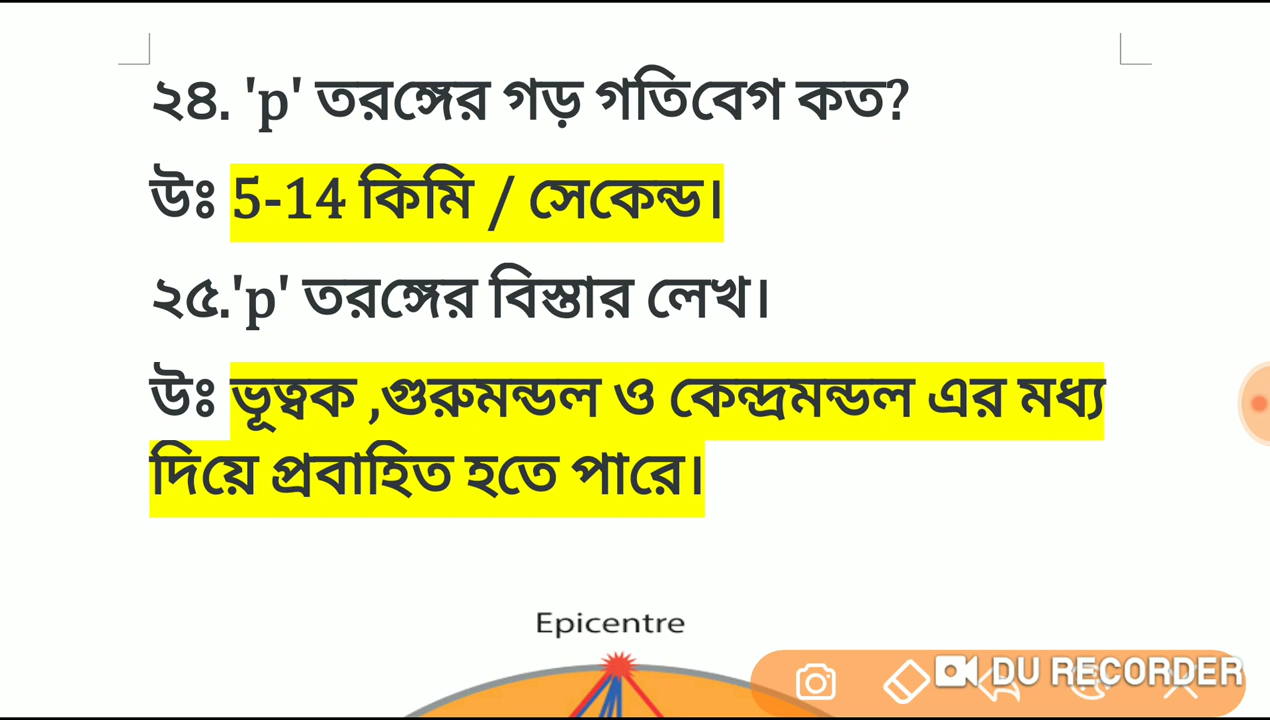 ২৪. 'p' তরঙ্গের গড় গতিবেগ কত?
উঃ 5-14 কিমি / সেকেন্ড।
২৫.'p' তরঙ্গের বিস্তার লেখ।
উঃ ভূত্বক ,গুরুমন্ডল ও কেন্দ্রমন্ডল এর মধ্য
দিয়ে প্রবাহিত হতে পারে।
Epicentre
DU RECORDER